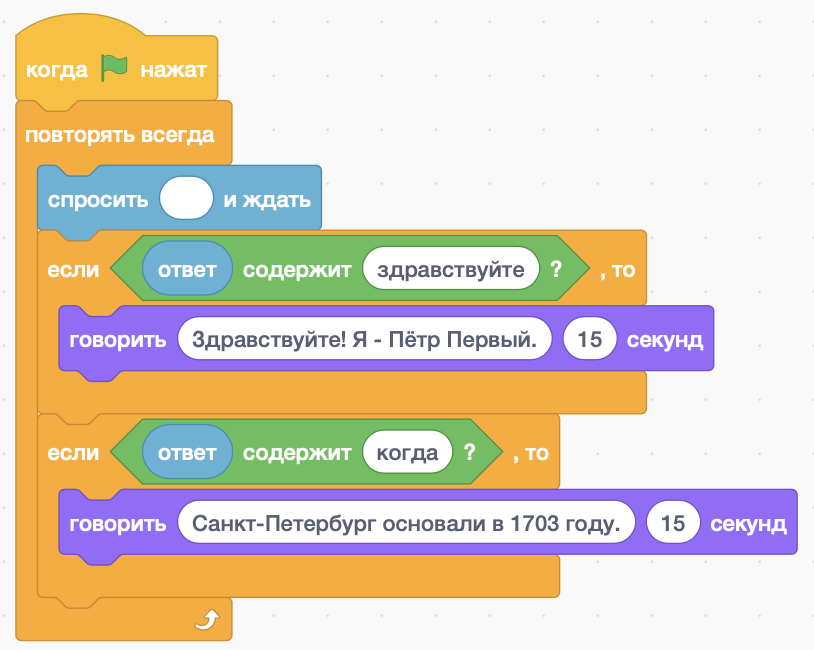 когда нажат
повторять всегда
спросить и ждать
если ответ содержит здравствуйте ? , то
говорить Здравствуйте! Я - Пётр Первый. 15 секунд
если ответ содержит когда ? , то
говорить Санкт-Петербург основали в 1703 году. 15 секунд